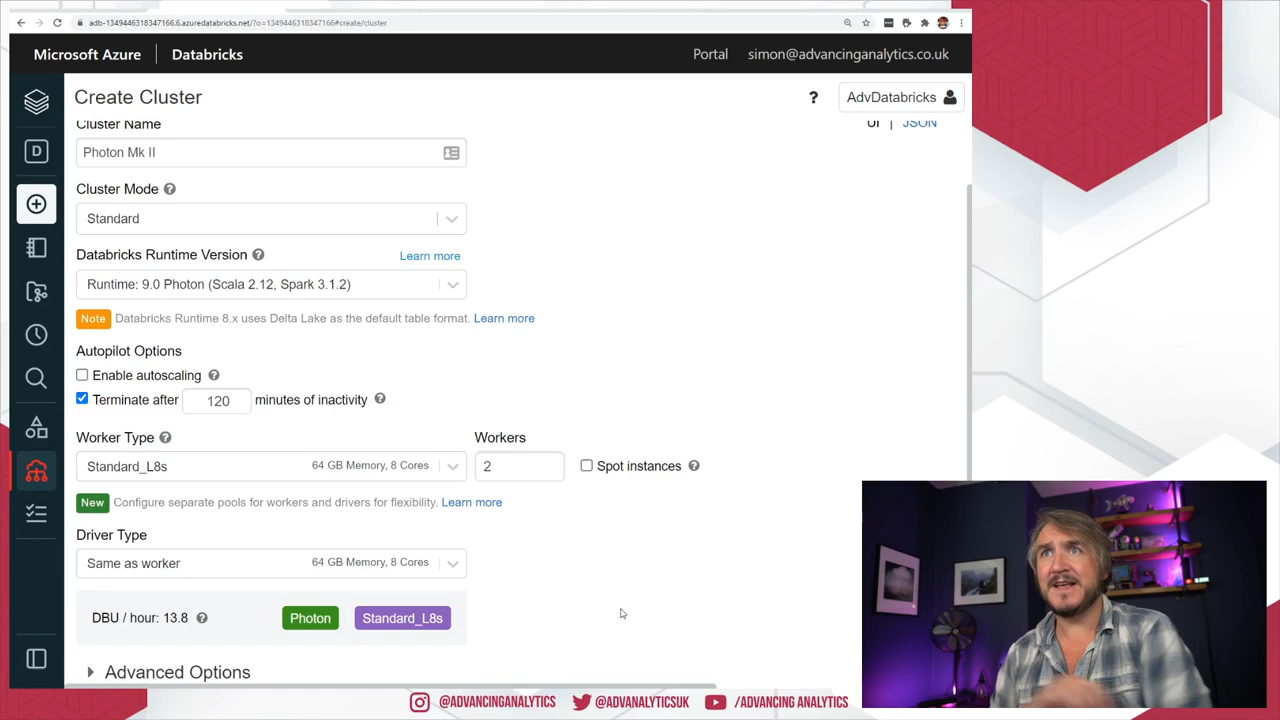 adb-1349446318347166.6.azuredatabricks.net/?o=1349446318347166#create/cluster
Microsoft Azure | Databricks
Portal simon@advancinganalytics.co.uk
Create Cluster
? AdvDatabricks
Cluster Name
UI | JSON
Photon Mk II
Cluster Mode
Standard
Databricks Runtime Version Learn more
Runtime: 9.0 Photon (Scala 2.12, Spark 3.1.2)
Note Databricks Runtime 8.x uses Delta Lake as the default table format. Learn more
Autopilot Options
Enable autoscaling
Terminate after 120 minutes of inactivity
Worker Type Workers
Standard_L8s 64 GB Memory, 8 Cores 2 Spot instances
New Configure separate pools for workers and drivers for flexibility. Learn more
Driver Type
Same as worker 64 GB Memory, 8 Cores
DBU / hour: 13.8 Photon Standard_L8s
Advanced Options
@ADVANCINGANALYTICS @ADVANALYTICSUK /ADVANCING ANALYTICS